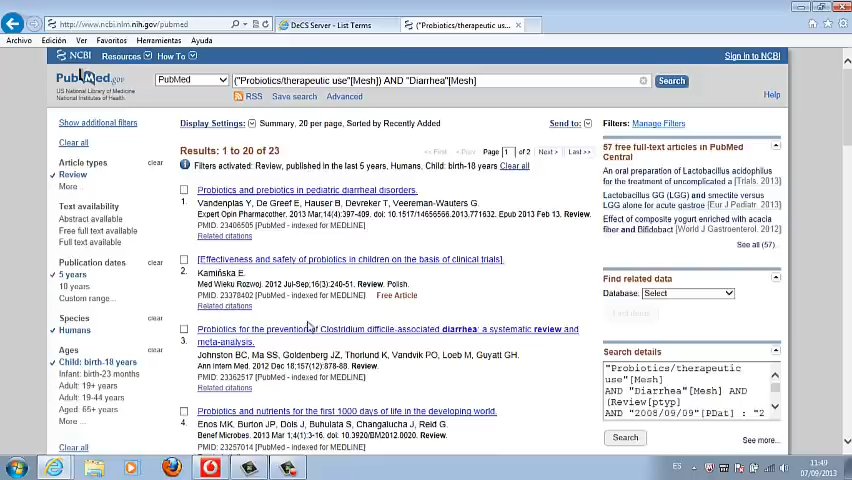 http://www.ncbi.nlm.nih.gov/pubmed
DeCS Server - List Terms
("Probiotics/therapeutic us...
Archivo Edición Ver Favoritos Herramientas Ayuda
NCBI Resources How To Sign in to NCBI
PubMed.gov
US National Library of Medicine
National Institutes of Health
PubMed
("Probiotics/therapeutic use"[Mesh]) AND "Diarrhea"[Mesh]
Search
RSS Save search Advanced
Help
Show additional filters
Clear all
Article types clear
Review
More ...
Text availability
Abstract available
Free full text available
Full text available
Publication dates clear
5 years
10 years
Custom range...
Species clear
Humans
Ages clear
Child: birth-18 years
Infant: birth-23 months
Adult: 19+ years
Adult: 19-44 years
Aged: 65+ years
More ...
Clear all
Display Settings: Summary, 20 per page, Sorted by Recently Added
Send to:
Results: 1 to 20 of 23
<< First < Prev Page 1 of 2 Next > Last >>
Filters activated: Review, published in the last 5 years, Humans, Child: birth-18 years Clear all
Probiotics and prebiotics in pediatric diarrheal disorders.
1. Vandenplas Y, De Greef E, Hauser B, Devreker T, Veereman-Wauters G.
Expert Opin Pharmacother. 2013 Mar;14(4):397-409. doi: 10.1517/14656566.2013.771632. Epub 2013 Feb 13. Review.
PMID: 23406505 [PubMed - indexed for MEDLINE]
Related citations
[Effectiveness and safety of probiotics in children on the basis of clinical trials].
2. Kamińska E.
Med Wieku Rozwoj. 2012 Jul-Sep;16(3):240-51. Review. Polish.
PMID: 23378402 [PubMed - indexed for MEDLINE] Free Article
Related citations
Probiotics for the prevention of Clostridium difficile-associated diarrhea: a systematic review and
meta-analysis.
3. Johnston BC, Ma SS, Goldenberg JZ, Thorlund K, Vandvik PO, Loeb M, Guyatt GH.
Ann Intern Med. 2012 Dec 18;157(12):878-88. Review.
PMID: 23362517 [PubMed - indexed for MEDLINE]
Related citations
Probiotics and nutrients for the first 1000 days of life in the developing world.
4. Enos MK, Burton JP, Dols J, Buhulata S, Changalucha J, Reid G.
Benef Microbes. 2013 Mar 1;4(1):3-16. doi: 10.3920/BM2012.0020. Review.
PMID: 23257014 [PubMed - indexed for MEDLINE]
Filters: Manage Filters
57 free full-text articles in PubMed
Central
An oral preparation of Lactobacillus acidophilus
for the treatment of uncomplicated a [Trials. 2013]
Lactobacillus GG (LGG) and smectite versus
LGG alone for acute gastroe [Eur J Pediatr. 2013]
Effect of composite yogurt enriched with acacia
fiber and Bifidobact [World J Gastroenterol. 2012]
See all (57)...
Find related data
Database: Select
Find items
Search details
"Probiotics/therapeutic
use"[Mesh]
AND "Diarrhea"[Mesh] AND
(Review[ptyp]
AND "2008/09/09"[PDat] : "2
Search
See more...
ES
11:49
07/09/2013